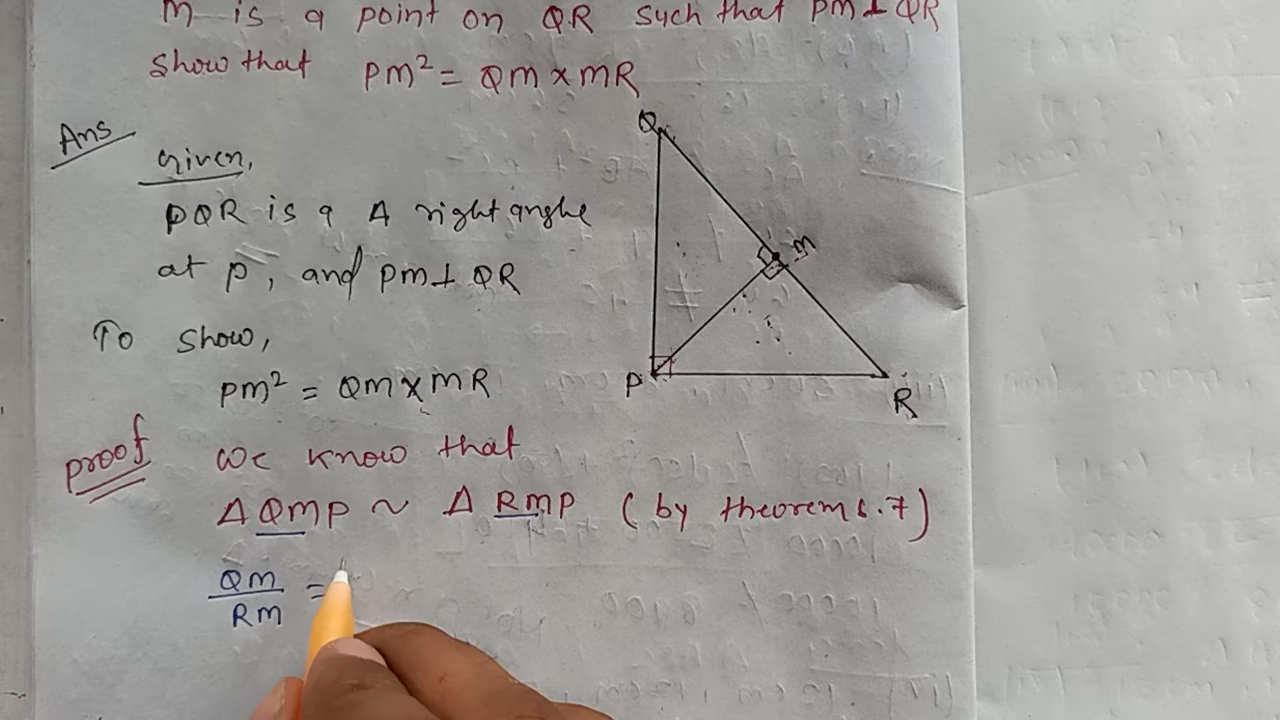 M is a point on QR such that PM⊥QR
Show that PM² = QM × MR
Ans
Given,
PQR is a Δ right angle
at P, and PM⊥ QR
To show,
PM² = QM × MR
Proof We know that
Δ QMP ~ Δ RMP (by theorem 6.7)
QM
RM =
Q
M
P
R